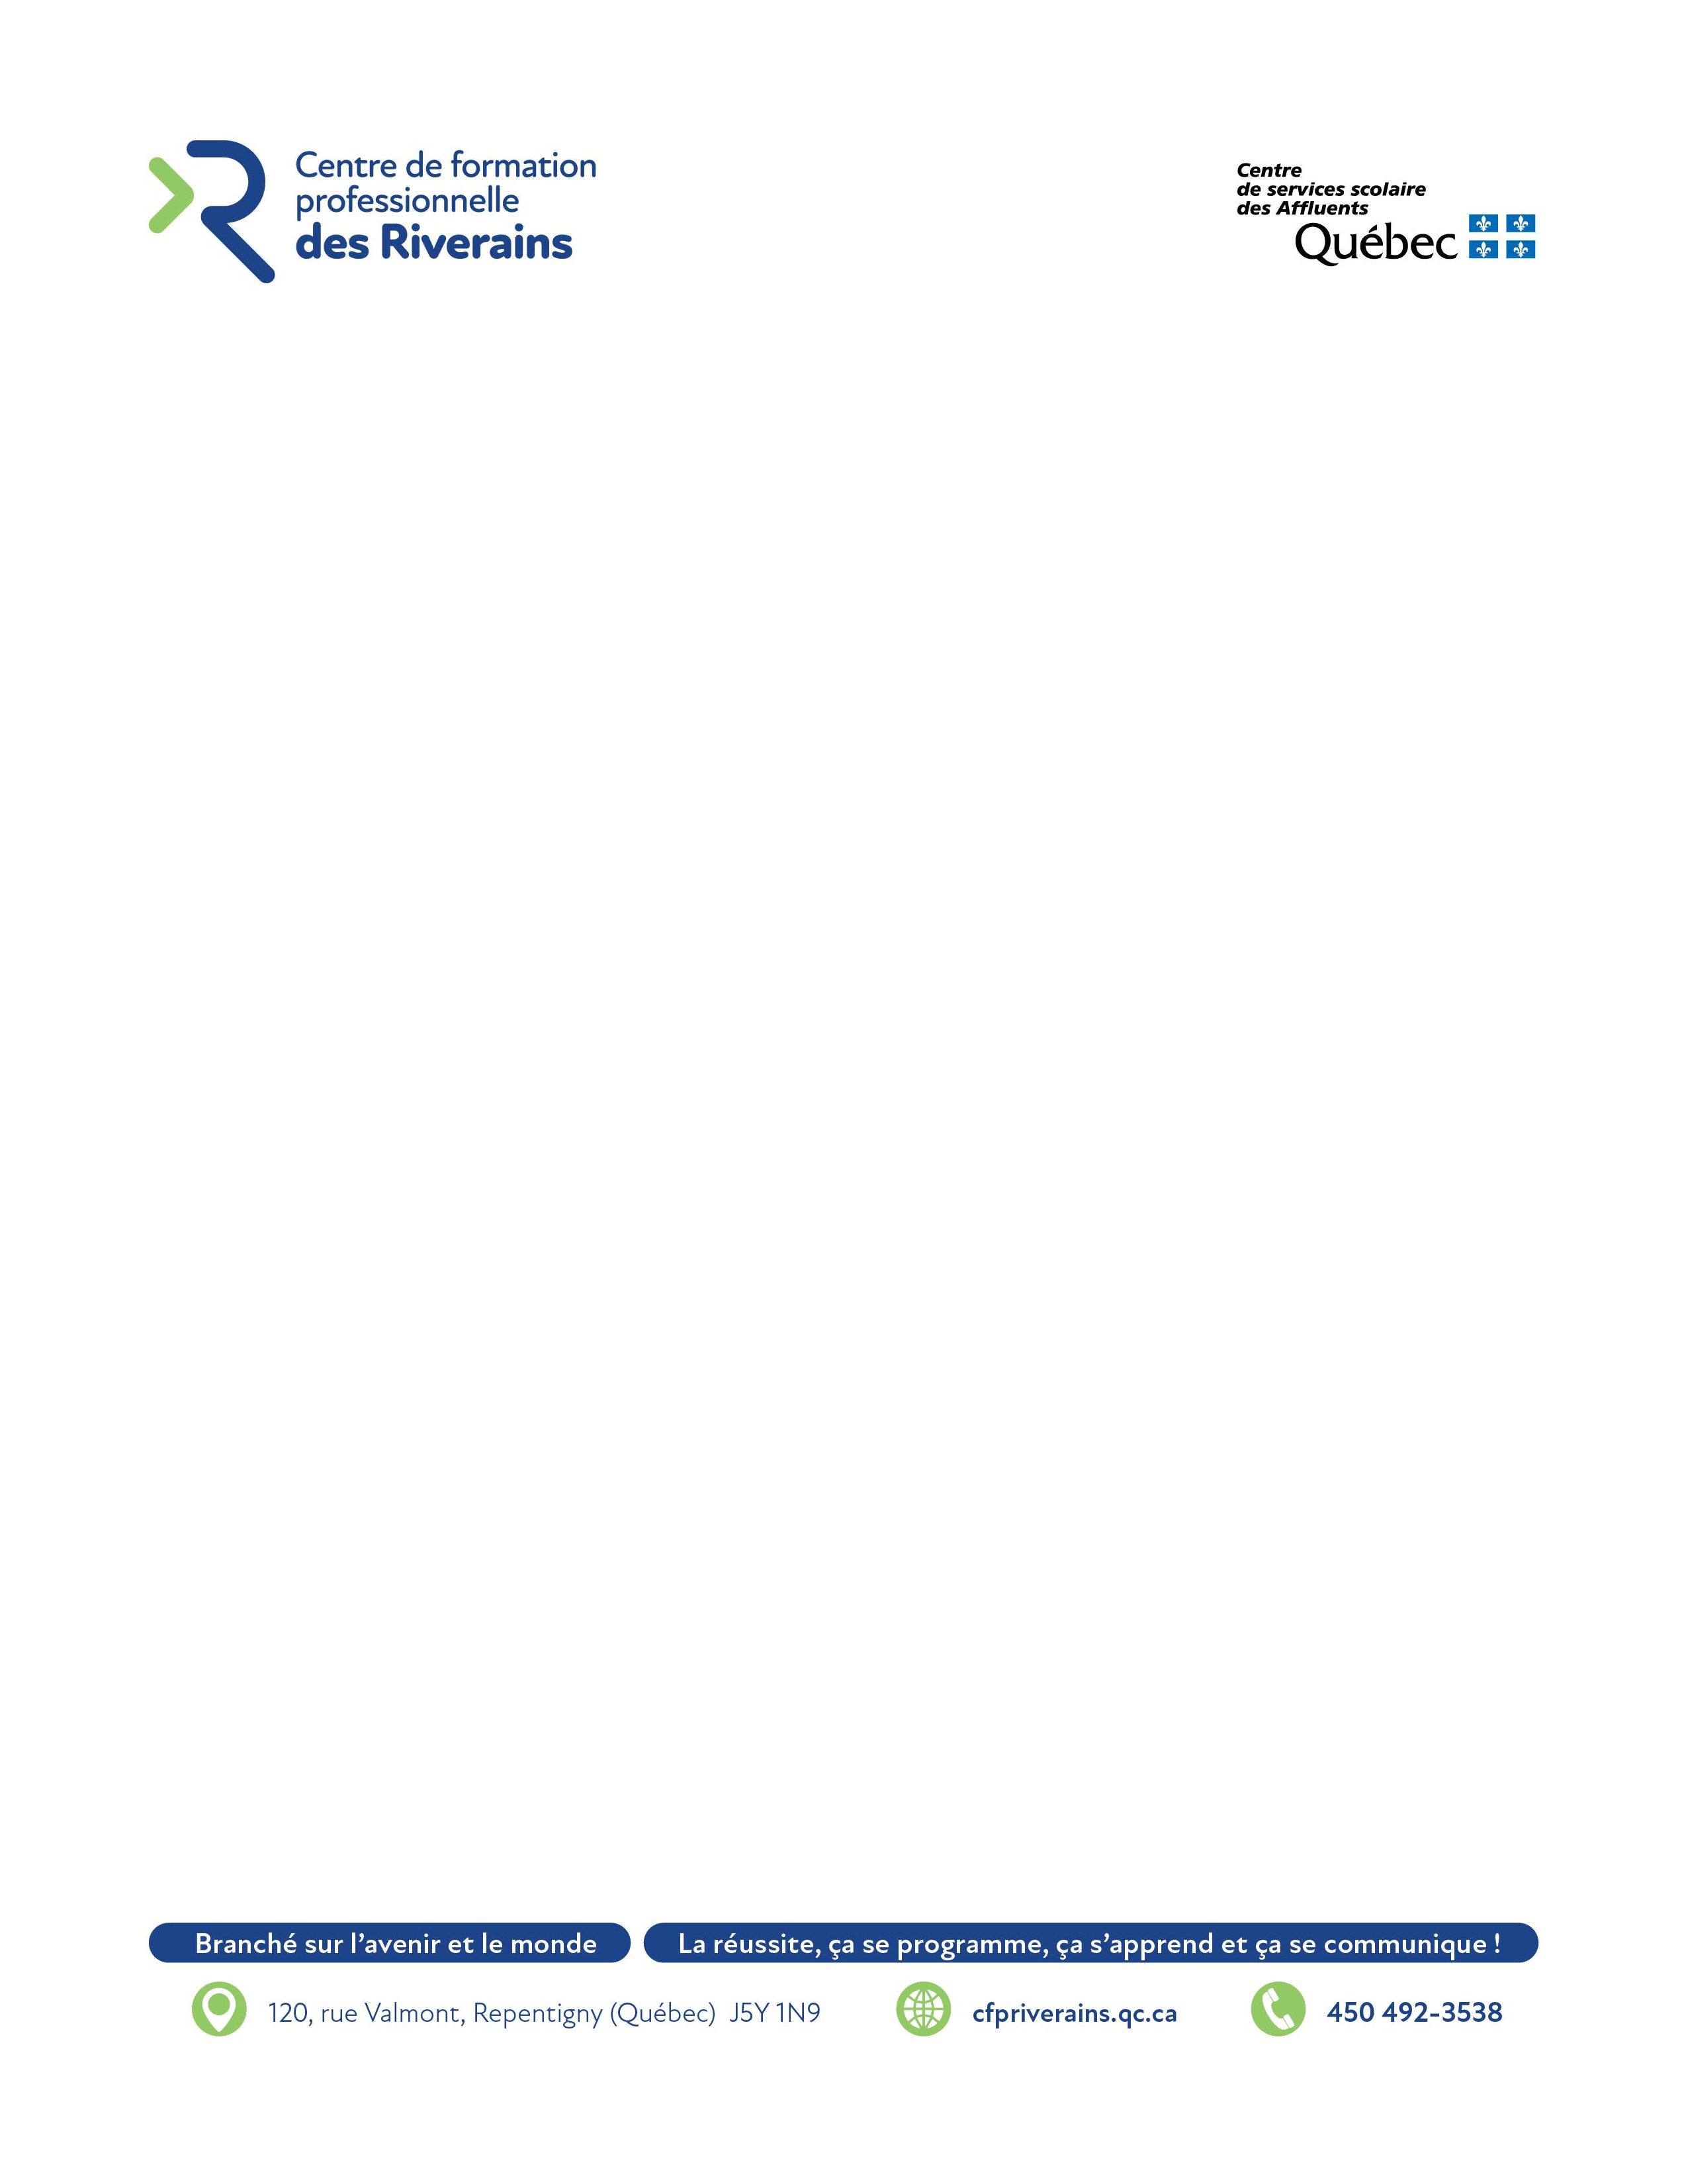 Centre de formation
professionnelle
des Riverains
Centre
de services scolaire
des Affluents
Québec
Branché sur l’avenir et le monde
La réussite, ça se programme, ça s’apprend et ça se communique !
120, rue Valmont, Repentigny (Québec)  J5Y 1N9
cfpriverains.qc.ca
450 492-3538